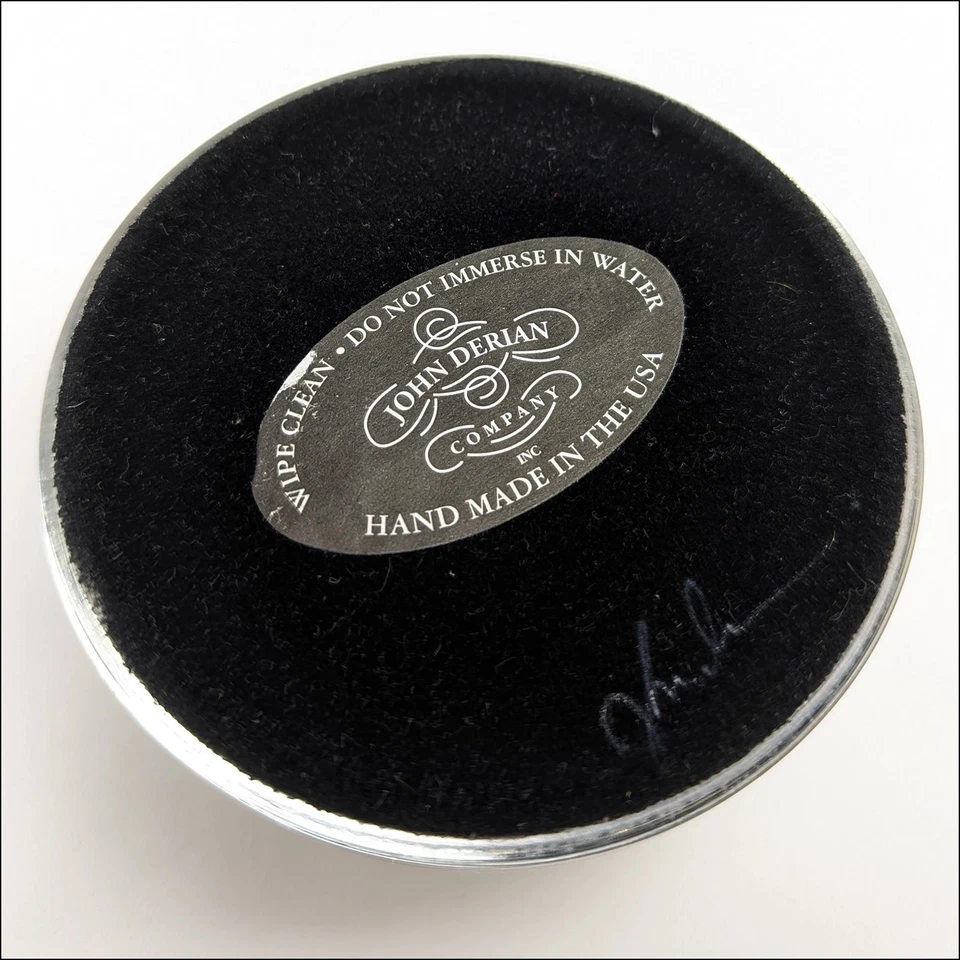 WIPE CLEAN • DO NOT IMMERSE IN WATER
JOHN DERIAN
COMPANY
INC
HAND MADE IN THE USA